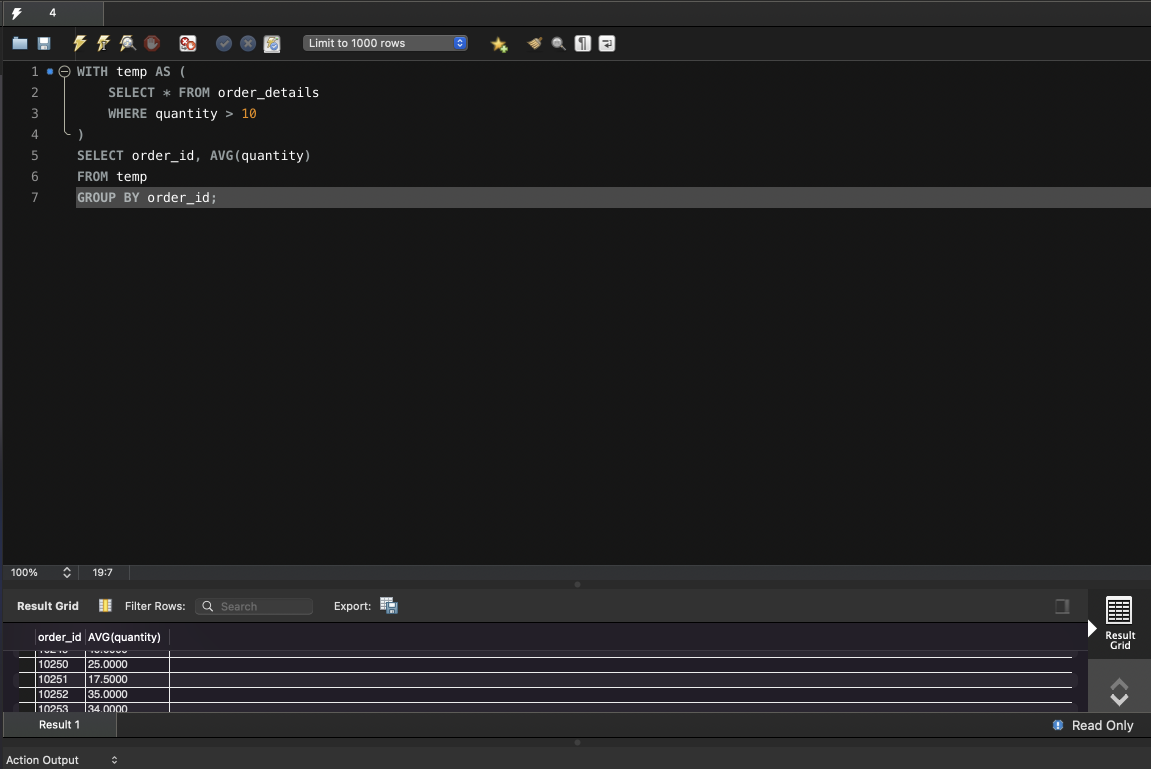 4
Limit to 1000 rows
1 WITH temp AS (
2 SELECT * FROM order_details
3 WHERE quantity > 10
4 )
5 SELECT order_id, AVG(quantity)
6 FROM temp
7 GROUP BY order_id;
100% 19:7
Result Grid Filter Rows: Search Export:
order_id AVG(quantity)
10250 25.0000
10251 17.5000
10252 35.0000
10253 34.0000
Result
Grid
Result 1 Read Only
Action Output